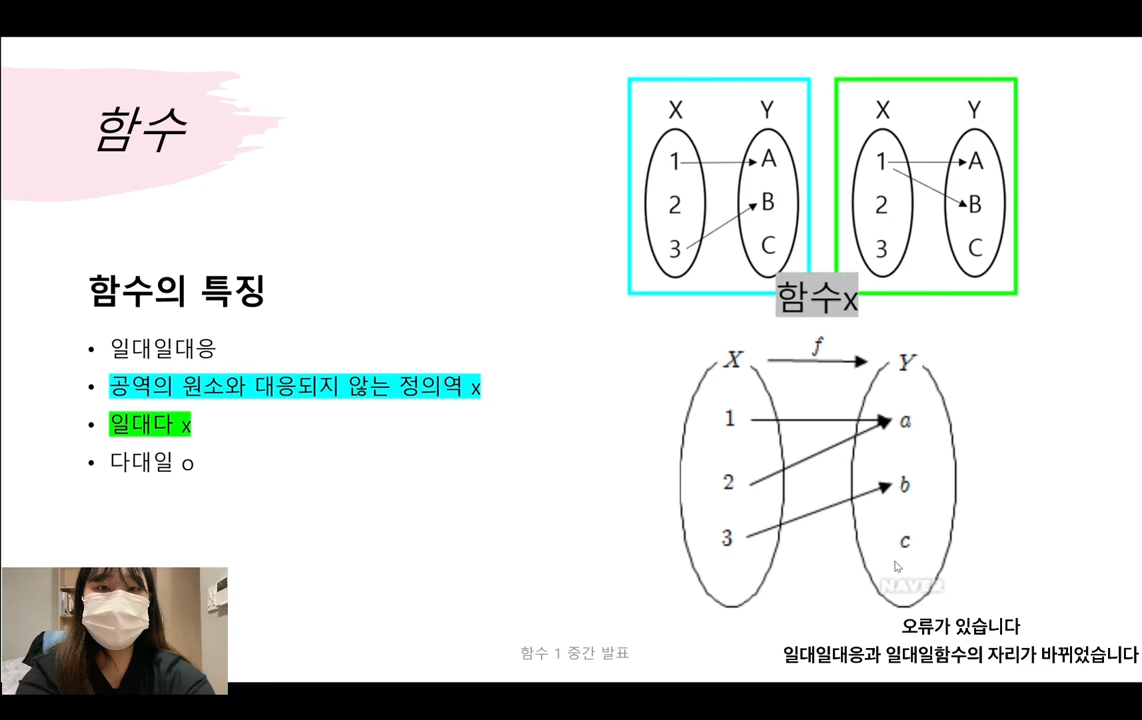 함수
X Y
1 A
2 B
3 C
X Y
1 A
2 B
3 C
함수x
함수의 특징
• 일대일대응
• 공역의 원소와 대응되지 않는 정의역 x
• 일대다 x
• 다대일 o
f
X Y
1 a
2 b
3 c
NAVER
오류가 있습니다
일대일대응과 일대일함수의 자리가 바뀌었습니다
함수 1 중간 발표